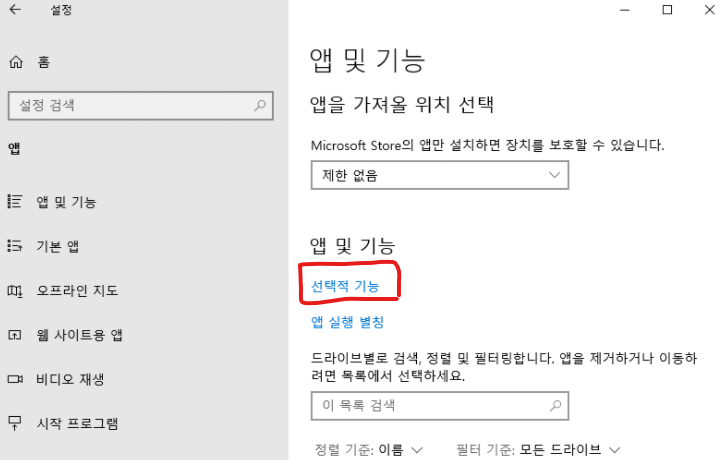 설정
홈
설정 검색
앱
앱 및 기능
기본 앱
오프라인 지도
웹 사이트용 앱
비디오 재생
시작 프로그램
앱 및 기능
앱을 가져올 위치 선택
Microsoft Store의 앱만 설치하면 장치를 보호할 수 있습니다.
제한 없음
앱 및 기능
선택적 기능
앱 실행 별칭
드라이브별로 검색, 정렬 및 필터링합니다. 앱을 제거하거나 이동하
려면 목록에서 선택하세요.
이 목록 검색
정렬 기준: 이름 필터 기준: 모든 드라이브